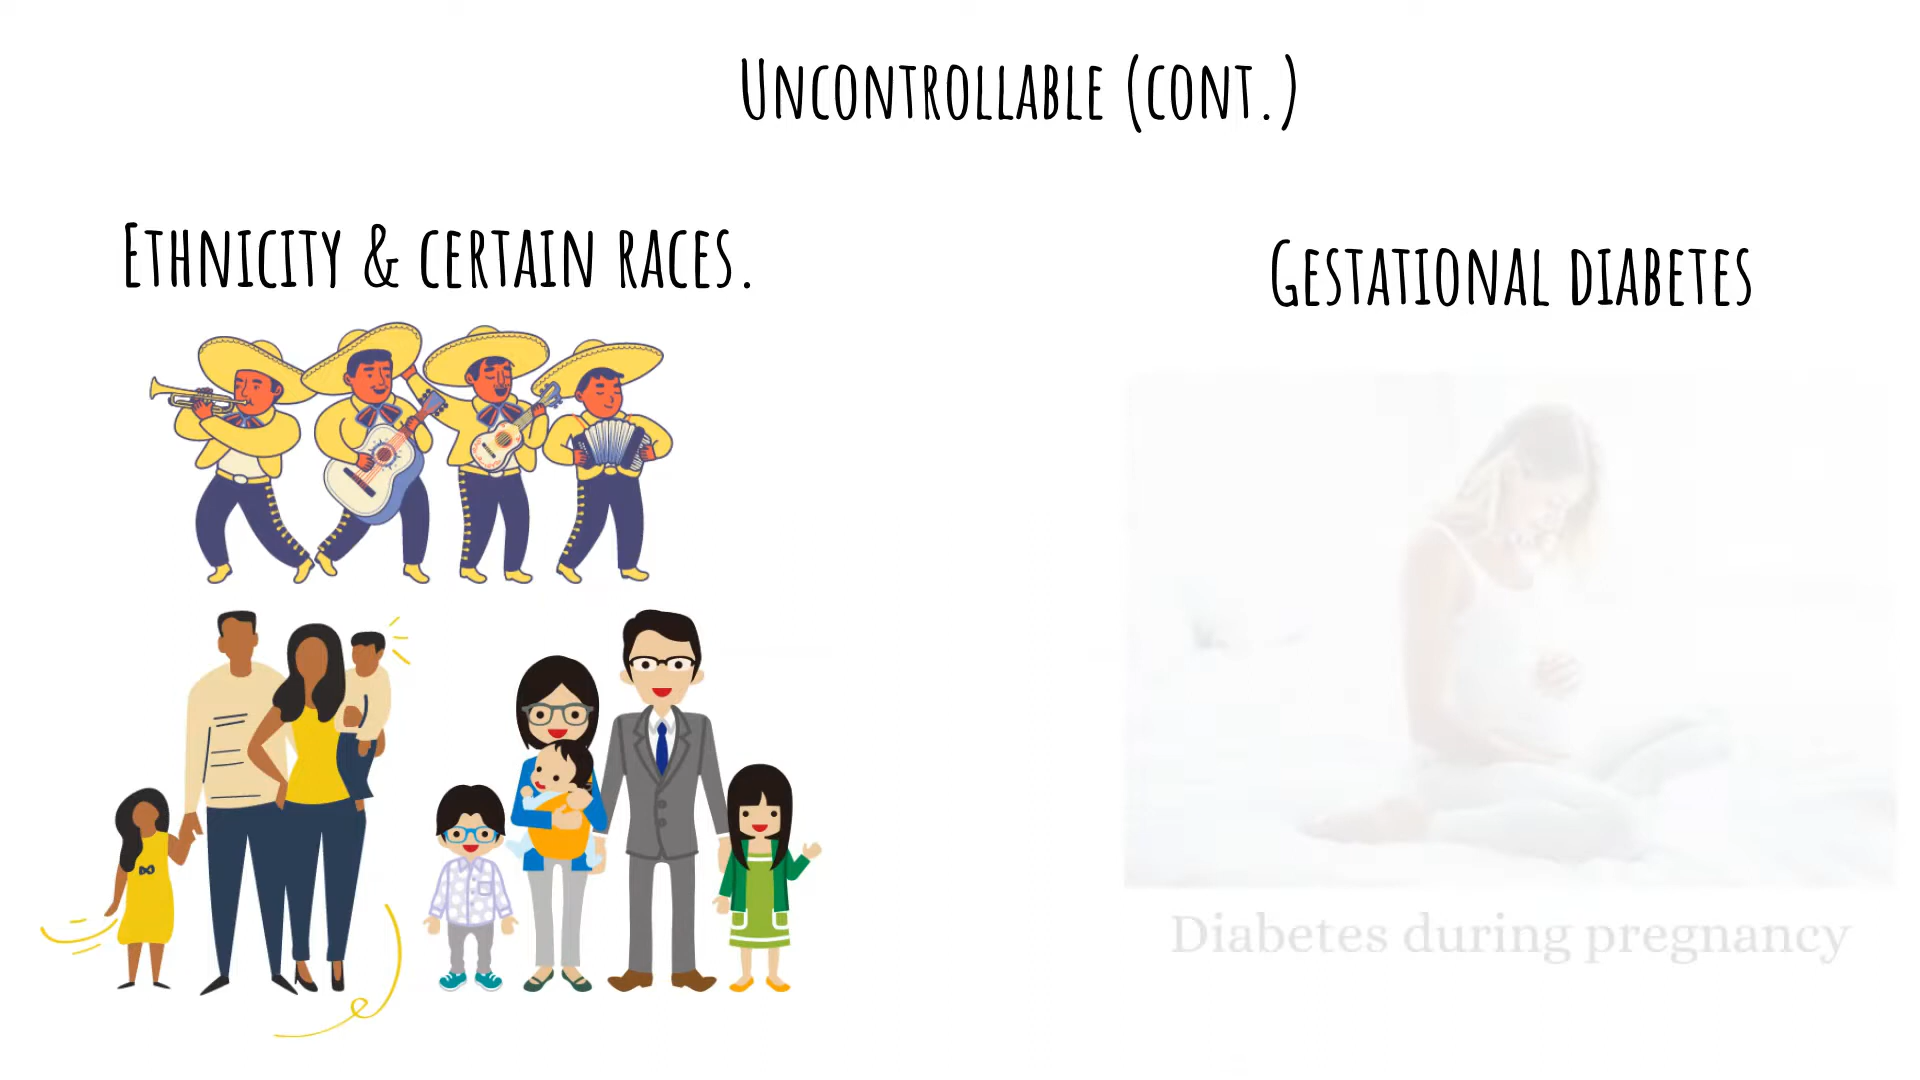 Uncontrollable (cont.)
Ethnicity & certain races.
Gestational diabetes
Diabetes during pregnancy